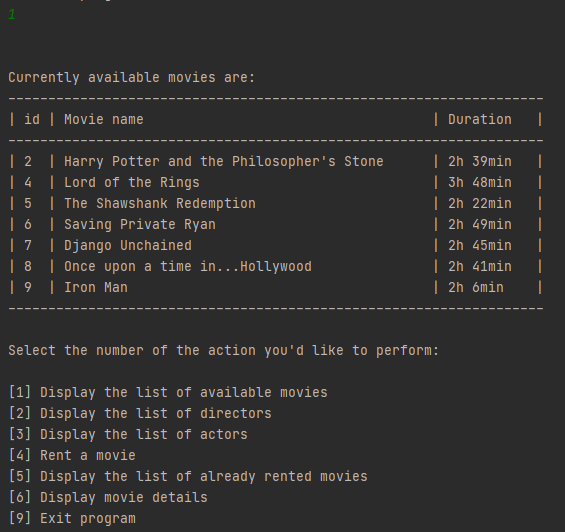 1
Currently available movies are:
-------------------------------------------------------------------
| id | Movie name                                    | Duration   |
-------------------------------------------------------------------
| 2  | Harry Potter and the Philosopher's Stone      | 2h 39min   |
| 4  | Lord of the Rings                             | 3h 48min   |
| 5  | The Shawshank Redemption                      | 2h 22min   |
| 6  | Saving Private Ryan                           | 2h 49min   |
| 7  | Django Unchained                              | 2h 45min   |
| 8  | Once upon a time in...Hollywood               | 2h 41min   |
| 9  | Iron Man                                      | 2h 6min    |
-------------------------------------------------------------------
Select the number of the action you'd like to perform:
[1] Display the list of available movies
[2] Display the list of directors
[3] Display the list of actors
[4] Rent a movie
[5] Display the list of already rented movies
[6] Display movie details
[9] Exit program